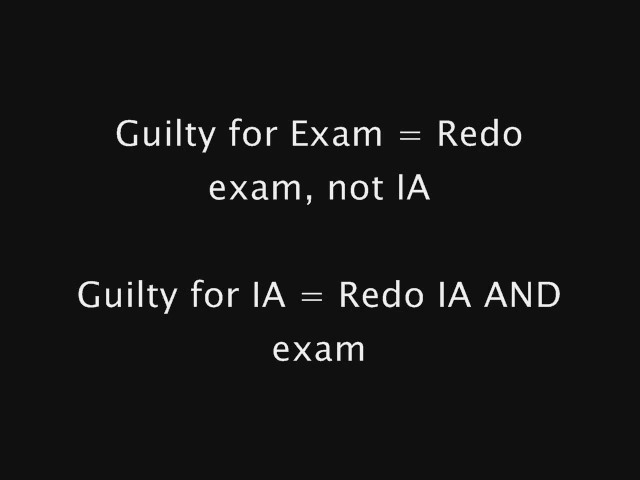 Guilty for Exam = Redo
exam, not IA
Guilty for IA = Redo IA AND
exam